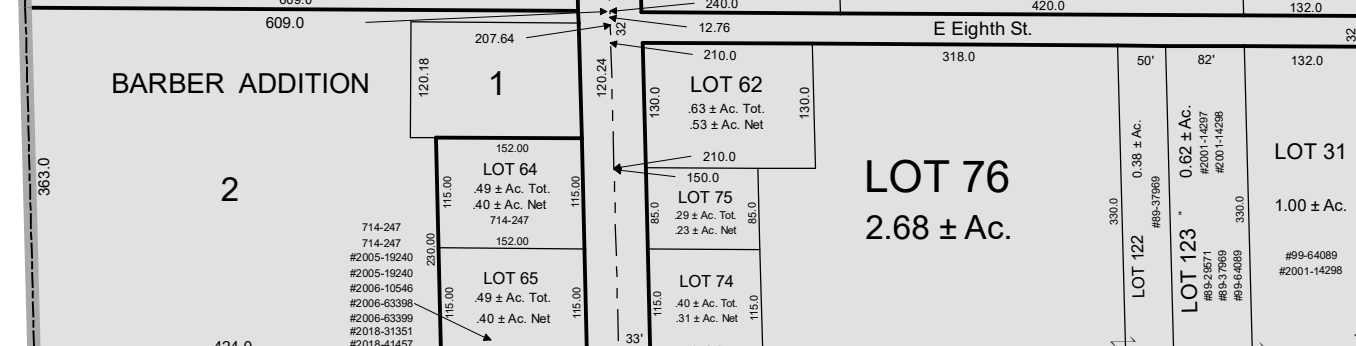 609.0
240.0
420.0
132.0
609.0
12.76
32
E Eighth St.
32
207.64
210.0
318.0
50'
82'
132.0
BARBER ADDITION
120.18
1
120.24
130.0
LOT 62
.63 ± Ac. Tot.
.53 ± Ac. Net
130.0
363.0
2
152.00
LOT 64
.49 ± Ac. Tot.
.40 ± Ac. Net
714-247
115.00
115.00
152.00
210.0
150.0
LOT 75
.29 ± Ac. Tot.
.23 ± Ac. Net
85.0
85.0
LOT 76
2.68 ± Ac.
330.0
LOT 122
0.38 ± Ac.
#89-37969
LOT 123
"
0.62 ± Ac.
#2001-14297
#2001-14298
#89-29571
#89-37969
#99-64089
330.0
LOT 31
1.00 ± Ac.
#99-64089
#2001-14298
714-247
714-247
#2005-19240
#2005-19240
#2006-10546
#2006-63398
#2006-63399
#2018-31351
#2018-41457
230.00
LOT 65
.49 ± Ac. Tot.
.40 ± Ac. Net
115.00
115.00
LOT 74
.40 ± Ac. Tot.
.31 ± Ac. Net
115.0
115.0
33'
424.0